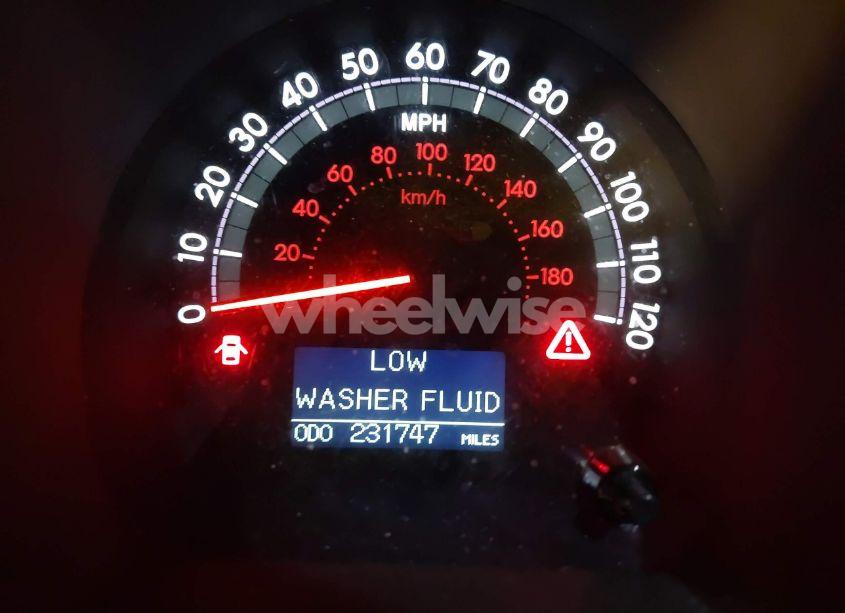 60
50 70
40 80
MPH
30 90
100
80 120
60 140
20 100
km/h
40 160
10 110
20 180
0 120
wheelwise
LOW
WASHER FLUID
ODO 231747 MILES